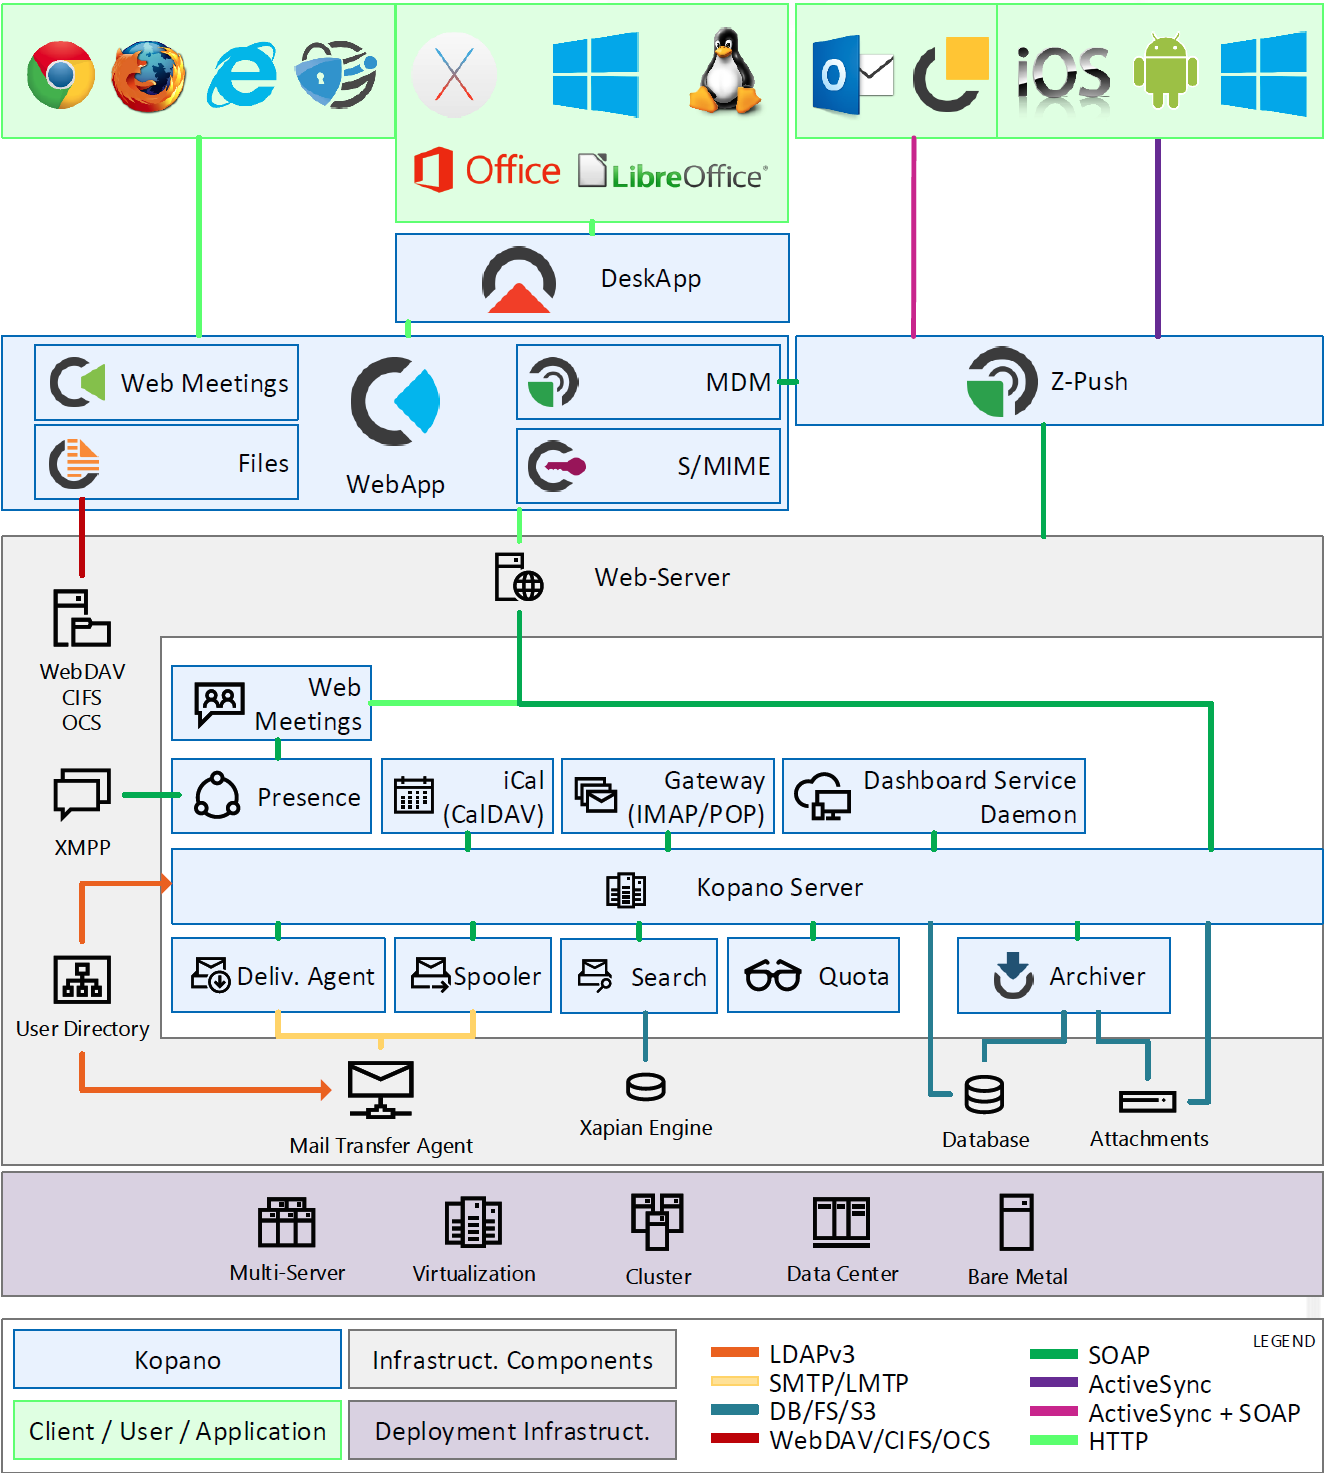 iOS
Office
LibreOffice
DeskApp
Web Meetings
MDM
Z-Push
Files
WebApp
S/MIME
Web-Server
WebDAV
CIFS
OCS
Web
Meetings
Presence
iCal
(CalDAV)
Gateway
(IMAP/POP)
Dashboard Service
Daemon
XMPP
Kopano Server
Deliv. Agent
Spooler
Search
Quota
Archiver
User Directory
Mail Transfer Agent
Xapian Engine
Database
Attachments
Multi-Server
Virtualization
Cluster
Data Center
Bare Metal
LEGEND
Kopano
Infrastruct. Components
Client / User / Application
Deployment Infrastruct.
LDAPv3
SMTP/LMTP
DB/FS/S3
WebDAV/CIFS/OCS
SOAP
ActiveSync
ActiveSync + SOAP
HTTP